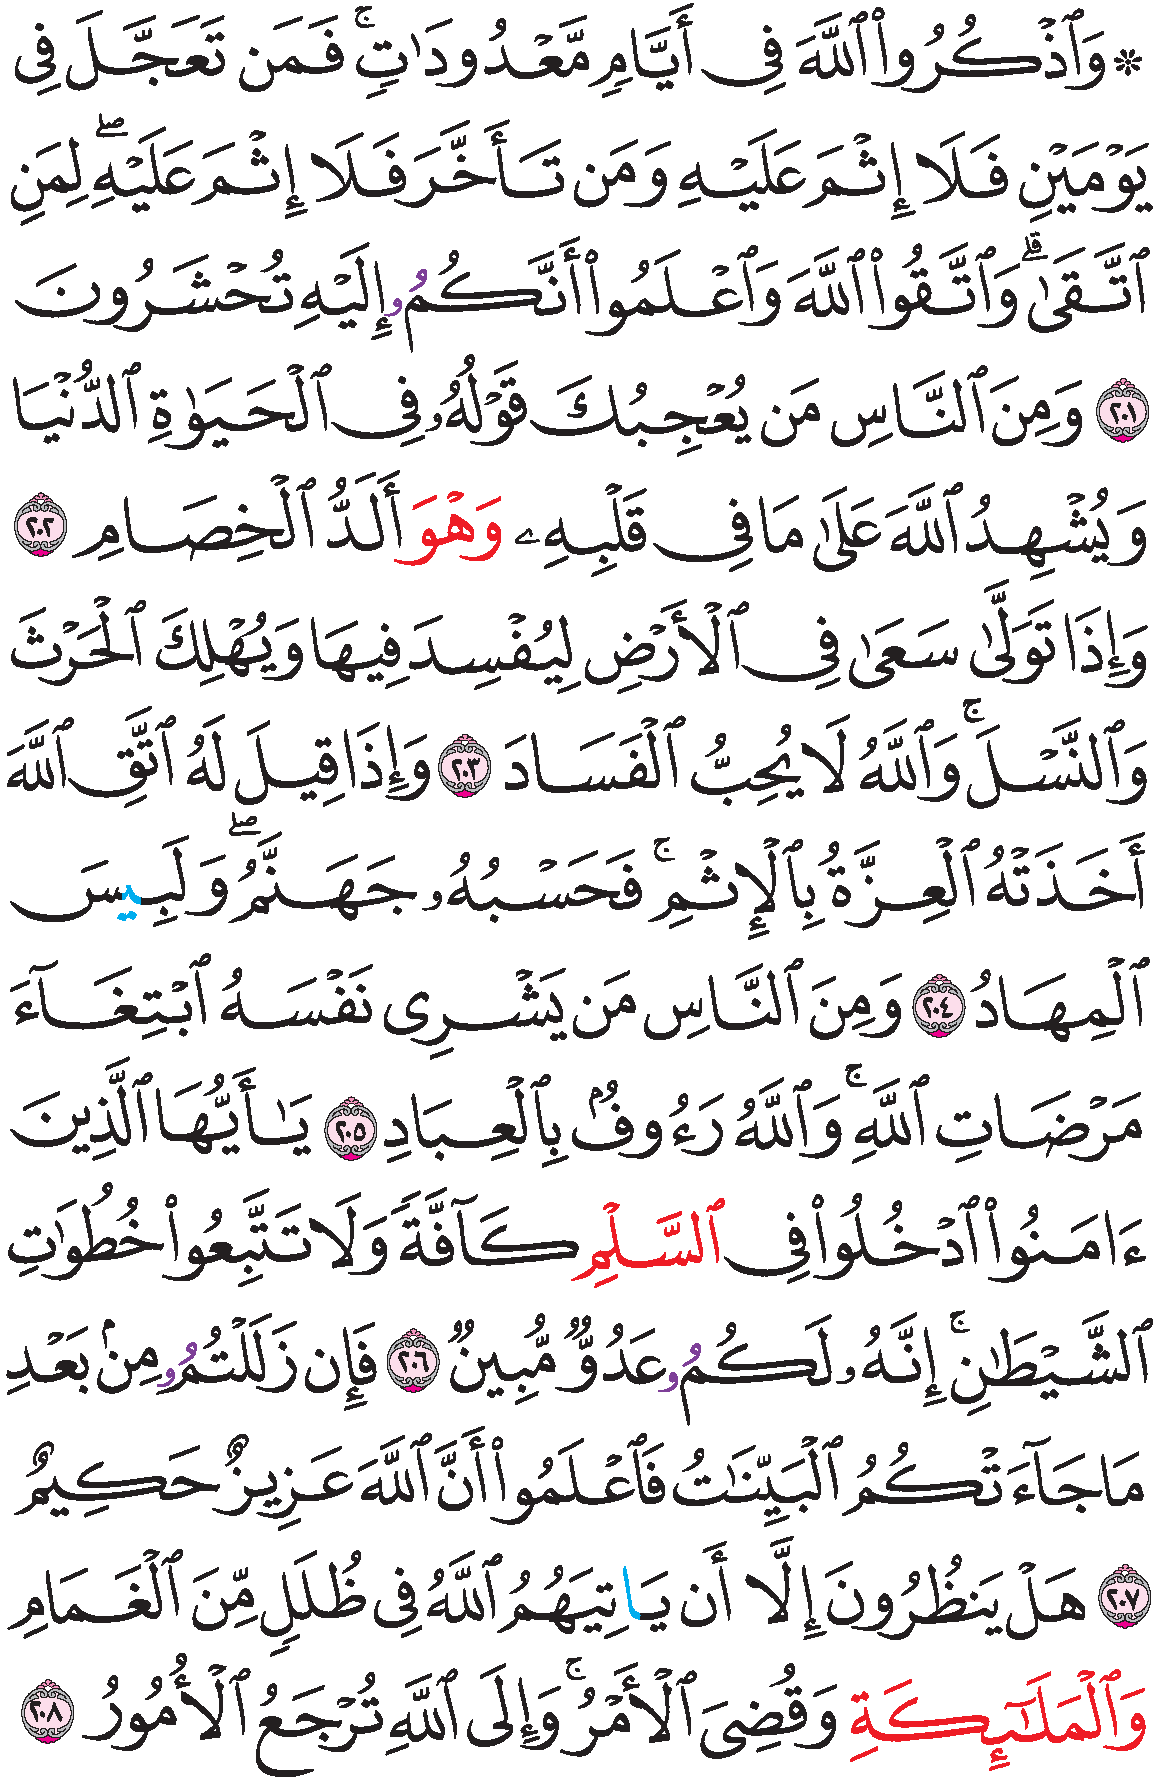 ۞ وَٱذۡكُرُواْ ٱللَّهَ فِي أَيَّامٖ مَّعۡدُودَٰتٖۚ فَمَن تَعَجَّلَ فِي
يَوۡمَيۡنِ فَلَا إِثۡمَ عَلَيۡهِ وَمَن تَأَخَّرَ فَلَا إِثۡمَ عَلَيۡهِۖ لِمَنِ
ٱتَّقَىٰۗ وَٱتَّقُواْ ٱللَّهَ وَٱعۡلَمُواْ أَنَّكُمُۥ إِلَيۡهِ تُحۡشَرُونَ
۝٢٠١ وَمِنَ ٱلنَّاسِ مَن يُعۡجِبُكَ قَوۡلُهُۥ فِي ٱلۡحَيَوٰةِ ٱلدُّنۡيَا
وَيُشۡهِدُ ٱللَّهَ عَلَىٰ مَا فِي قَلۡبِهِۦ وَهۡوَ أَلَدُّ ٱلۡخِصَامِ ۝٢٠٢
وَإِذَا تَوَلَّىٰ سَعَىٰ فِي ٱلۡأَرۡضِ لِيُفۡسِدَ فِيهَا وَيُهۡلِكَ ٱلۡحَرۡثَ
وَٱلنَّسۡلَۚ وَٱللَّهُ لَا يُحِبُّ ٱلۡفَسَادَ ۝٢٠٣ وَإِذَا قِيلَ لَهُ ٱتَّقِ ٱللَّهَ
أَخَذَتۡهُ ٱلۡعِزَّةُ بِٱلۡإِثۡمِۚ فَحَسۡبُهُۥ جَهَنَّمُۖ وَلَبِيسَ
ٱلۡمِهَادُ ۝٢٠٤ وَمِنَ ٱلنَّاسِ مَن يَشۡرِي نَفۡسَهُ ٱبۡتِغَآءَ
مَرۡضَاتِ ٱللَّهِۚ وَٱللَّهُ رَءُوفُۢ بِٱلۡعِبَادِ ۝٢٠٥ يَٰأَيُّهَا ٱلَّذِينَ
ءَامَنُواْ ٱدۡخُلُواْ فِي ٱلسَّلۡمِ كَآفَّةٗ وَلَا تَتَّبِعُواْ خُطُوَٰتِ
ٱلشَّيۡطَٰنِۚ إِنَّهُۥ لَكُمُۥ عَدُوّٞ مُّبِينٞ ۝٢٠٦ فَإِن زَلَلۡتُمُۥ مِنۢ بَعۡدِ
مَا جَآءَتۡكُمُ ٱلۡبَيِّنَٰتُ فَٱعۡلَمُواْ أَنَّ ٱللَّهَ عَزِيزٌ حَكِيمٌ
۝٢٠٧ هَلۡ يَنظُرُونَ إِلَّا أَن يَاتِيَهُمُ ٱللَّهُ فِي ظُلَلٖ مِّنَ ٱلۡغَمَامِ
وَٱلۡمَلَٰٓئِكَةِ وَقُضِيَ ٱلۡأَمۡرُۚ وَإِلَى ٱللَّهِ تُرۡجَعُ ٱلۡأُمُورُ ۝٢٠٨